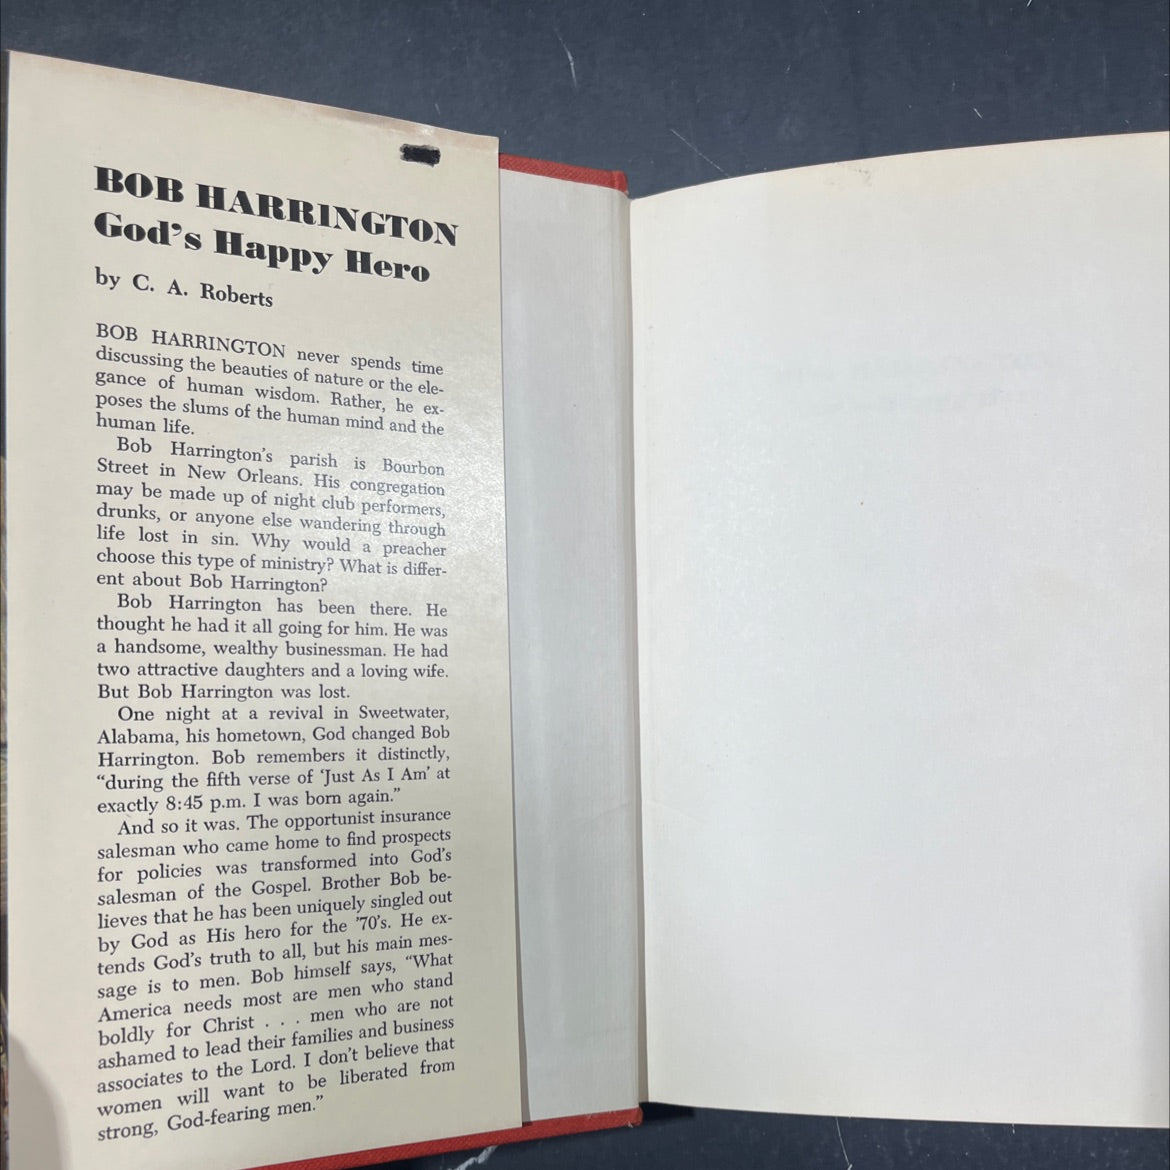 BOB HARRINGTON
God's Happy Hero
by C. A. Roberts
BOB HARRINGTON never spends time
discussing the beauties of nature or the ele-
gance of human wisdom. Rather, he ex-
poses the slums of the human mind and the
human life.
Bob Harrington's parish is Bourbon
Street in New Orleans. His congregation
may be made up of night club performers,
drunks, or anyone else wandering through
life lost in sin. Why would a preacher
choose this type of ministry? What is differ-
ent about Bob Harrington?
Bob Harrington has been there. He
thought he had it all going for him. He was
a handsome, wealthy businessman. He had
two attractive daughters and a loving wife.
But Bob Harrington was lost.
One night at a revival in Sweetwater,
Alabama, his hometown, God changed Bob
Harrington. Bob remembers it distinctly,
“during the fifth verse of ‘Just As I Am’ at
exactly 8:45 p.m. I was born again.”
And so it was. The opportunist insurance
salesman who came home to find prospects
for policies was transformed into God's
salesman of the Gospel. Brother Bob be-
lieves that he has been uniquely singled out
by God as His hero for the ’70's. He ex-
tends God's truth to all, but his main mes-
sage is to men. Bob himself says, “What
America needs most are men who stand
boldly for Christ . . . men who are not
ashamed to lead their families and business
associates to the Lord. I don't believe that
women will want to be liberated from
strong, God-fearing men.”